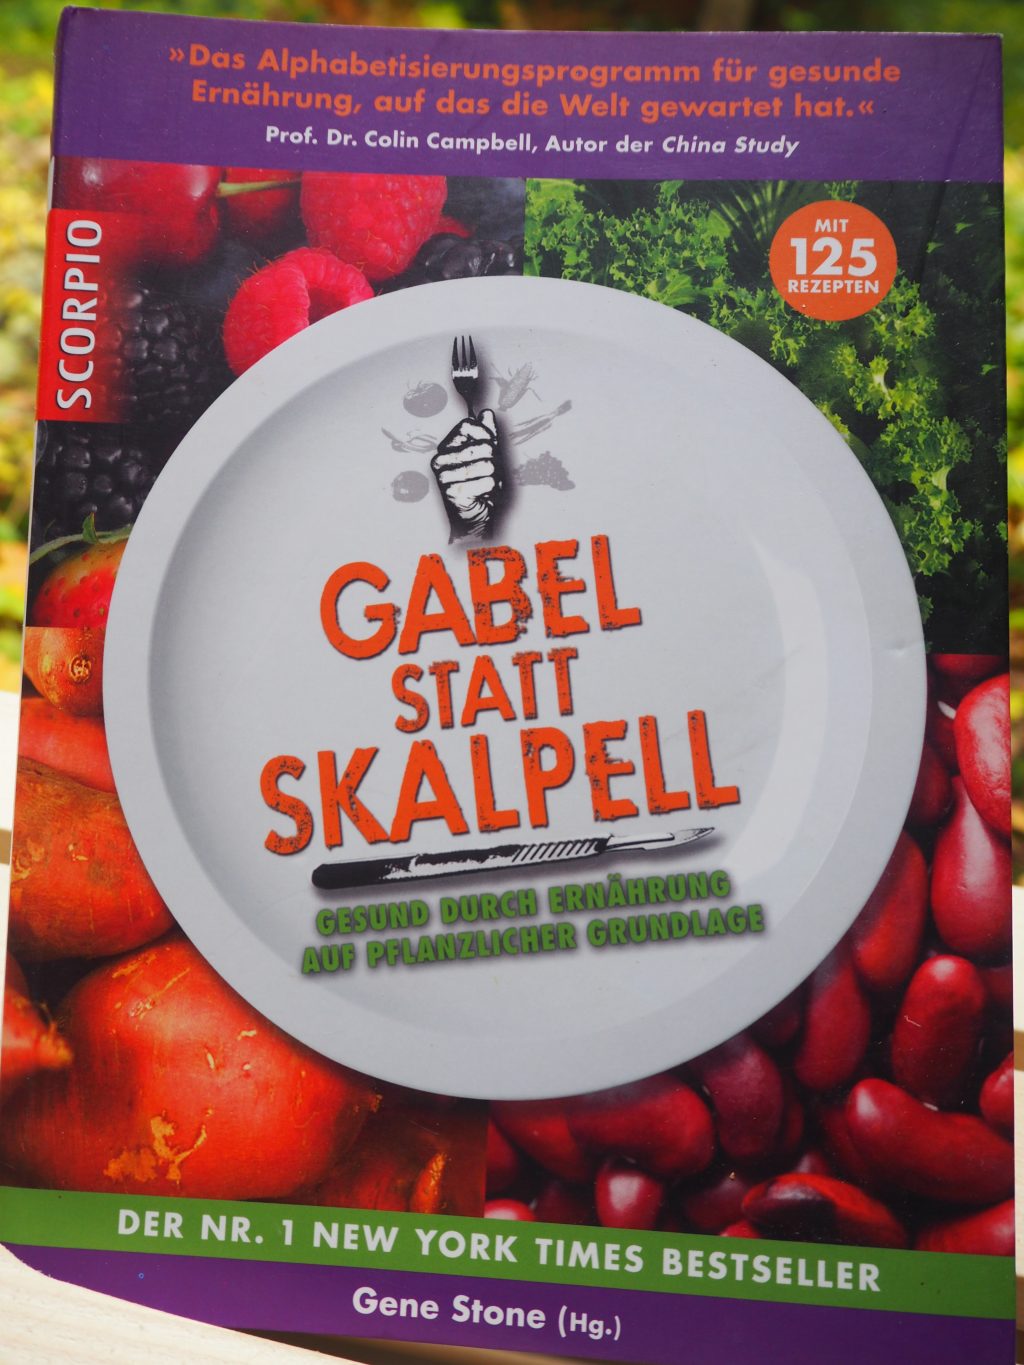 »Das Alphabetisierungsprogramm für gesunde
Ernährung, auf das die Welt gewartet hat.«
Prof. Dr. Colin Campbell, Autor der China Study
MIT
125
REZEPTEN
SCORPIO
GABEL
STATT
SKALPELL
GESUND DURCH ERNÄHRUNG
AUF PFLANZLICHER GRUNDLAGE
DER NR. 1 NEW YORK TIMES BESTSELLER
Gene Stone (Hg.)